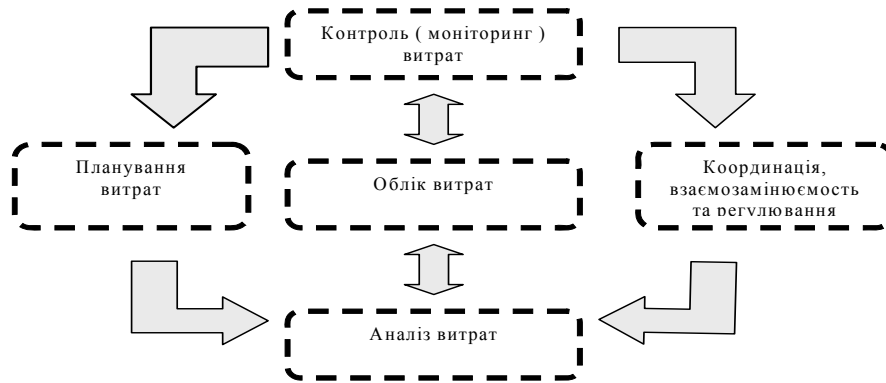 Контроль ( моніторинг )
витрат
Планування
витрат
Облік витрат
Координація,
взаємозамінюємость
та регулювання
Аналіз витрат